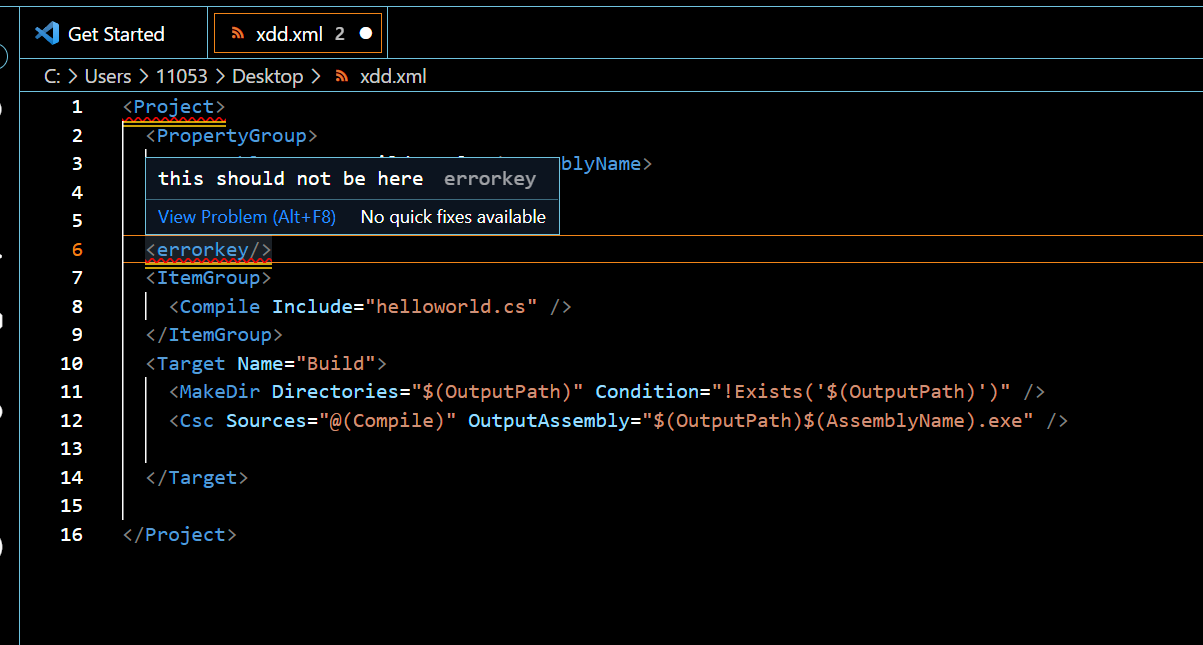 Get Started
xdd.xml 2
C: > Users > 11053 > Desktop > xdd.xml
1 <Project>
2 <PropertyGroup>
3 blyName>
this should not be here errorkey
4
View Problem (Alt+F8) No quick fixes available
5
6 <errorkey/>
7 <ItemGroup>
8 <Compile Include="helloworld.cs" />
9 </ItemGroup>
10 <Target Name="Build">
11 <MakeDir Directories="$(OutputPath)" Condition="!Exists('$(OutputPath)')" />
12 <Csc Sources="@(Compile)" OutputAssembly="$(OutputPath)$(AssemblyName).exe" />
13
14 </Target>
15
16 </Project>